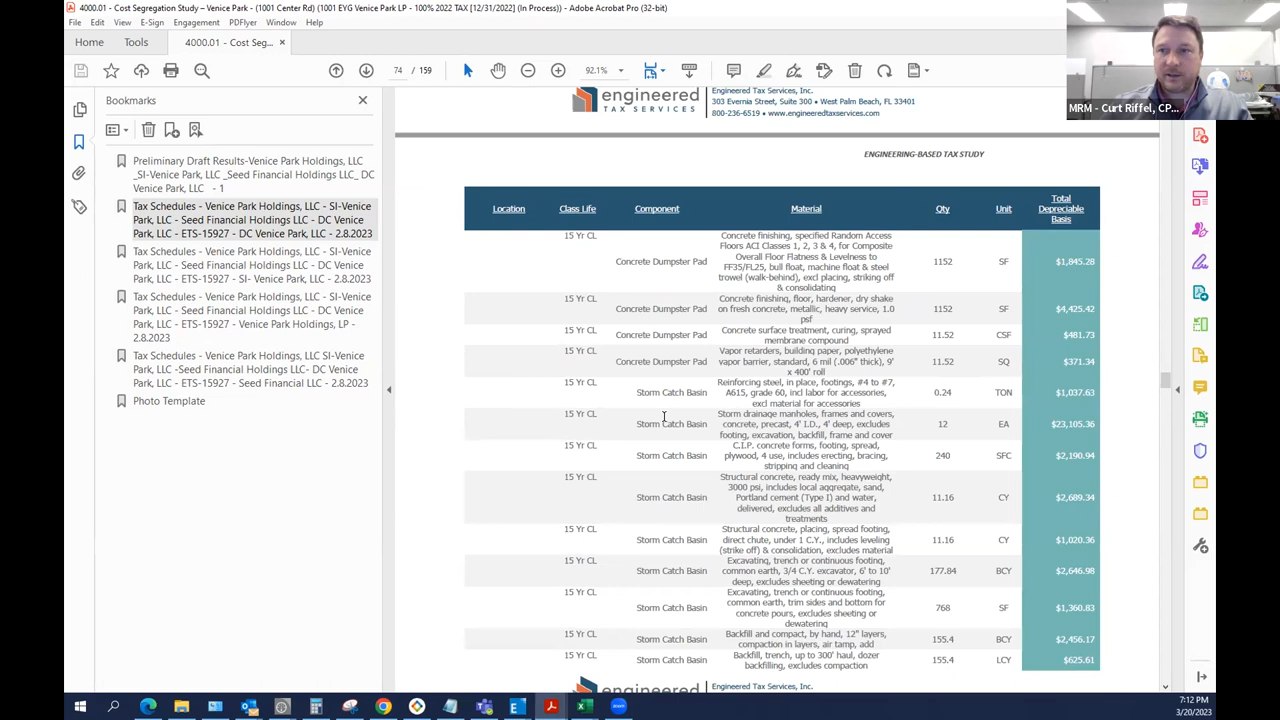 4000.01 - Cost Segregation Study – Venice Park - (1001 Center Rd) (1001 EYG Venice Park LP - 100% 2022 TAX [12/31/2022] (In Process)) - Adobe Acrobat Pro (32-bit)
File Edit View E-Sign Engagement PDFlyer Window Help
Home Tools 4000.01 - Cost Seg... ×
74 / 159 92.1%
MRM - Curt Riffel, CP...
Bookmarks
Preliminary Draft Results-Venice Park Holdings, LLC
_SI-Venice Park, LLC _Seed Financial Holdings LLC_ DC
Venice Park, LLC - 1
Tax Schedules - Venice Park Holdings, LLC - SI-Venice
Park, LLC - Seed Financial Holdings LLC - DC Venice
Park, LLC - ETS-15927 - DC Venice Park, LLC - 2.8.2023
Tax Schedules - Venice Park Holdings, LLC - SI-Venice
Park, LLC - Seed Financial Holdings LLC - DC Venice
Park, LLC - ETS-15927 - SI- Venice Park, LLC - 2.8.2023
Tax Schedules - Venice Park Holdings, LLC - SI-Venice
Park, LLC - Seed Financial Holdings LLC - DC Venice
Park, LLC - ETS-15927 - Venice Park Holdings, LP -
2.8.2023
Tax Schedules - Venice Park Holdings, LLC SI-Venice
Park, LLC -Seed Financial Holdings LLC - DC Venice
Park, LLC - ETS-15927 - Seed Financial LLC - 2.8.2023
Photo Template
engineered
TAX SERVICES
Engineered Tax Services, Inc.
303 Evernia Street, Suite 300 • West Palm Beach, FL 33401
800-236-6519 • www.engineeredtaxservices.com
ENGINEERING-BASED TAX STUDY
Location Class Life Component Material Qty Unit Total Depreciable Basis
15 Yr CL Concrete Dumpster Pad Concrete finishing, specified Random Access
Floors ACI Classes 1, 2, 3 & 4, for Composite
Overall Floor Flatness & Levelness to
FF35/FL25, bull float, machine float & steel
trowel (walk-behind), excl placing, striking off
& consolidating 1152 SF $1,845.28
15 Yr CL Concrete Dumpster Pad Concrete finishing, floor, hardener, dry shake
on fresh concrete, metallic, heavy service, 1.0
psf 1152 SF $4,425.42
15 Yr CL Concrete Dumpster Pad Concrete surface treatment, curing, sprayed
membrane compound 11.52 CSF $481.73
15 Yr CL Concrete Dumpster Pad Vapor retarders, building paper, polyethylene
vapor barrier, standard, 6 mil (.006" thick), 9'
x 400' roll 11.52 SQ $371.34
15 Yr CL Storm Catch Basin Reinforcing steel, in place, footings, #4 to #7,
A615, grade 60, incl labor for accessories,
excl material for accessories 0.24 TON $1,037.63
15 Yr CL Storm Catch Basin Storm drainage manholes, frames and covers,
concrete, precast, 4' I.D., 4' deep, excludes
footing, excavation, backfill, frame and cover 12 EA $23,105.36
15 Yr CL Storm Catch Basin C.I.P. concrete forms, footing, spread,
plywood, 4 use, includes erecting, bracing,
stripping and cleaning 240 SFC $2,190.94
15 Yr CL Storm Catch Basin Structural concrete, ready mix, heavyweight,
3000 psi, includes local aggregate, sand,
Portland cement (Type I) and water,
delivered, excludes all additives and
treatments 11.16 CY $2,689.34
15 Yr CL Storm Catch Basin Structural concrete, placing, spread footing,
direct chute, under 1 C.Y., includes leveling
(strike off) & consolidation, excludes material 11.16 CY $1,020.36
15 Yr CL Storm Catch Basin Excavating, trench or continuous footing,
common earth, 3/4 C.Y. excavator, 6' to 10'
deep, excludes sheeting or dewatering 177.84 BCY $2,646.98
15 Yr CL Storm Catch Basin Excavating, trench or continuous footing,
common earth, trim sides and bottom for
concrete pours, excludes sheeting or
dewatering 768 SF $1,360.83
15 Yr CL Storm Catch Basin Backfill and compact, by hand, 12" layers,
compaction in layers, air tamp, add 155.4 BCY $2,456.17
15 Yr CL Storm Catch Basin Backfill, trench, up to 300' haul, dozer
backfilling, excludes compaction 155.4 LCY $625.61
engineered
Engineered Tax Services, Inc.
7:12 PM
3/20/2023